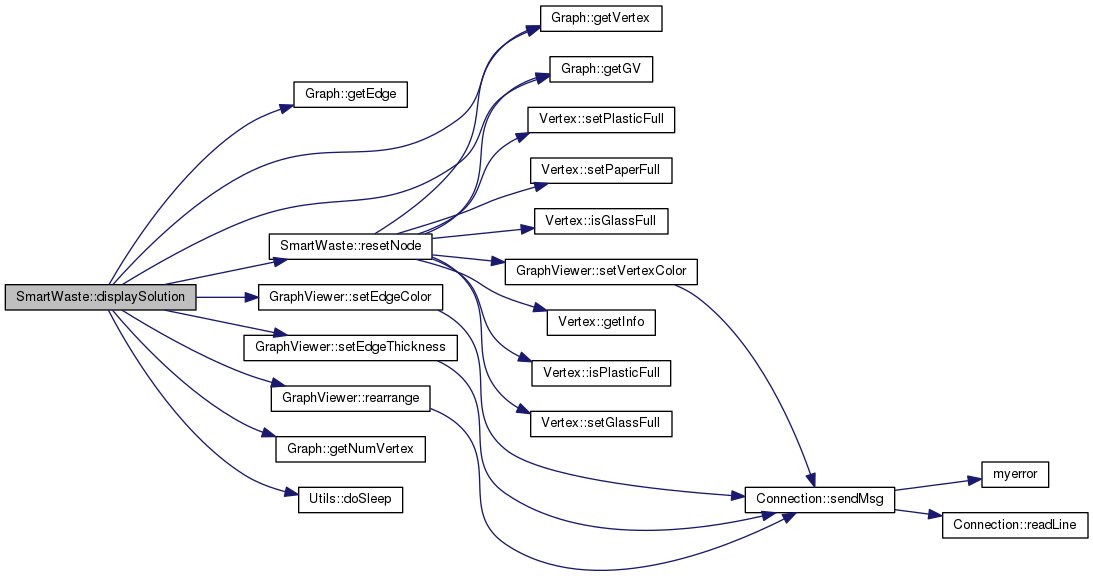 Graph::getVertex
Graph::getGV
Graph::getEdge
Vertex::setPlasticFull
Vertex::setPaperFull
Vertex::isGlassFull
SmartWaste::resetNode
GraphViewer::setVertexColor
SmartWaste::displaySolution
GraphViewer::setEdgeColor
Vertex::getInfo
GraphViewer::setEdgeThickness
Vertex::isPlasticFull
GraphViewer::rearrange
Vertex::setGlassFull
Graph::getNumVertex
myerror
Utils::doSleep
Connection::sendMsg
Connection::readLine